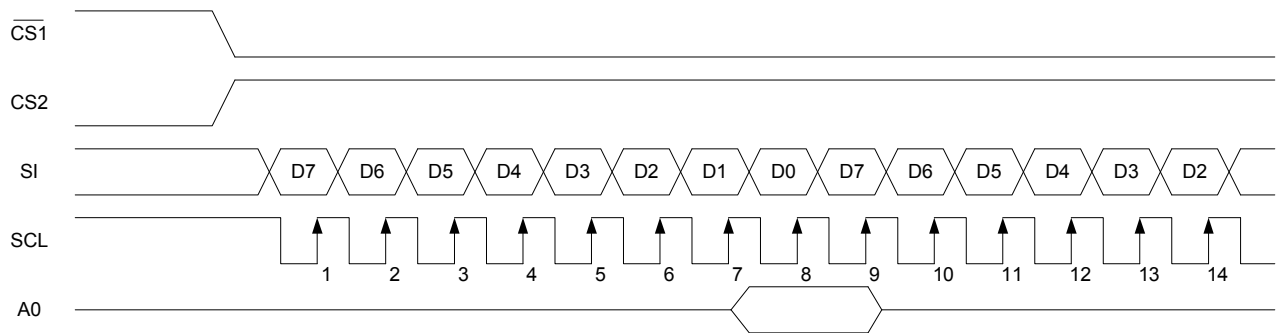 C̅S̅1̅
CS2
SI D7 D6 D5 D4 D3 D2 D1 D0 D7 D6 D5 D4 D3 D2
SCL
1 2 3 4 5 6 7 8 9 10 11 12 13 14
A0